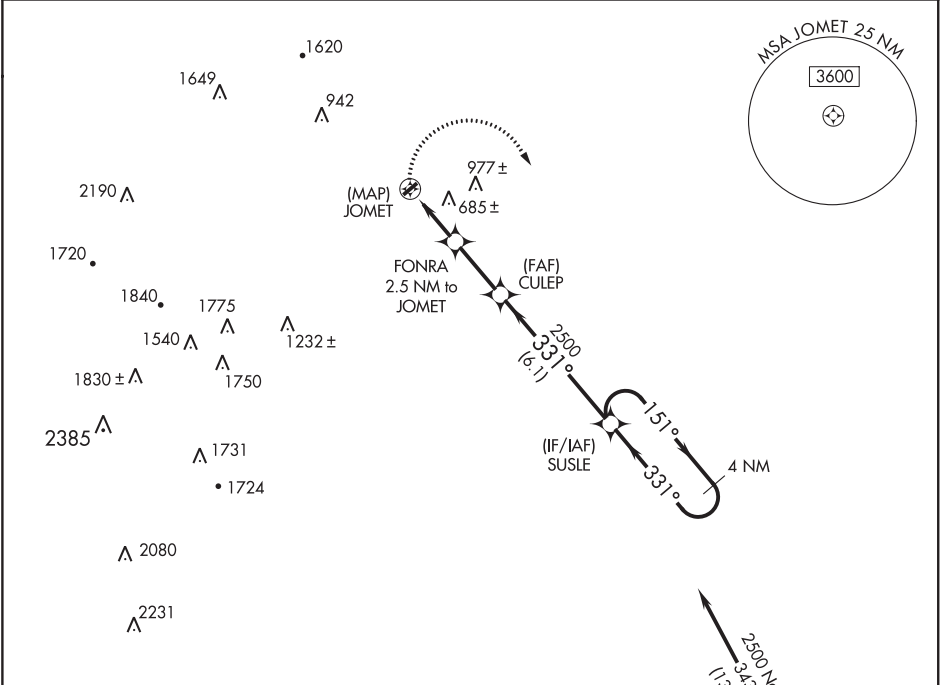 1620
MSA JOMET 25 NM
3600
1649
942
977 ±
685 ±
(MAP)
JOMET
2190
1720
FONRA
2.5 NM to
JOMET
(FAF)
CULEP
1840
1775
1540
1232 ±
1830 ±
1750
2500
331°
(6.1)
2385
151°
(IF/IAF)
SUSLE
331°
4 NM
1731
1724
2080
2231
2500